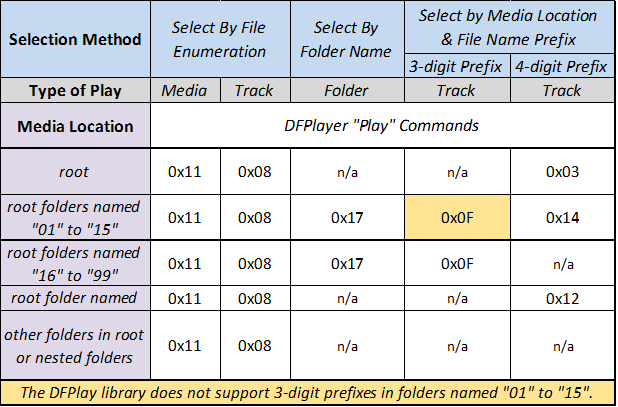 Selection Method
Select By File
Enumeration
Select By
Folder Name
Select by Media Location
& File Name Prefix
3-digit Prefix 4-digit Prefix
Type of Play Media Track Folder Track Track
Media Location DFPlayer "Play" Commands
root 0x11 0x08 n/a n/a 0x03
root folders named
"01" to "15" 0x11 0x08 0x17 0x0F 0x14
root folders named
"16" to "99" 0x11 0x08 0x17 0x0F n/a
root folder named 0x11 0x08 n/a n/a 0x12
other folders in root
or nested folders 0x11 0x08 n/a n/a n/a
The DFPlay library does not support 3-digit prefixes in folders named "01" to "15".